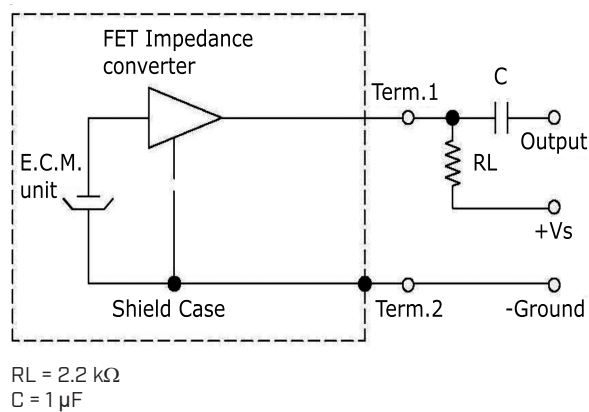 FET Impedance
converter
C
Term.1
Output
E.C.M.
unit
RL
+Vs
Shield Case
Term.2
-Ground
RL = 2.2 kΩ
C = 1 µF